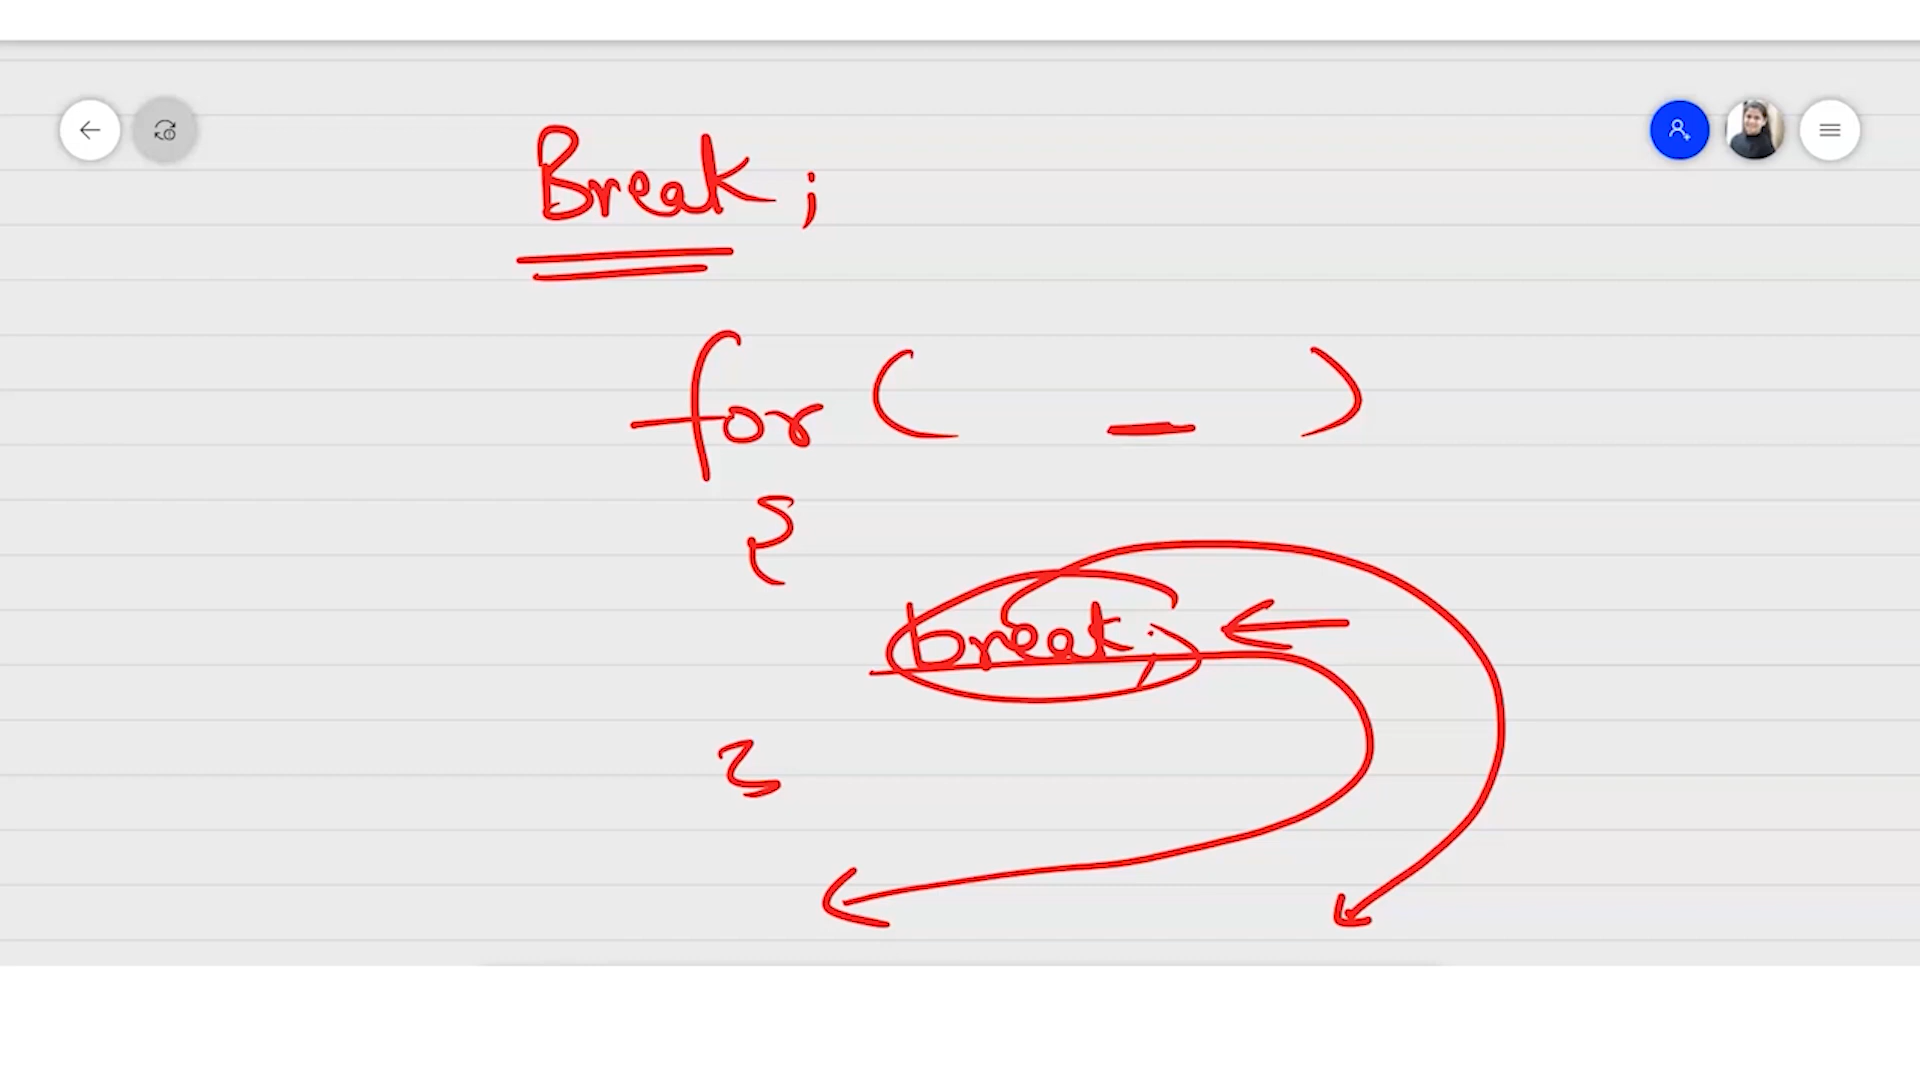 Break ;
for ( _ )
{
break;
}